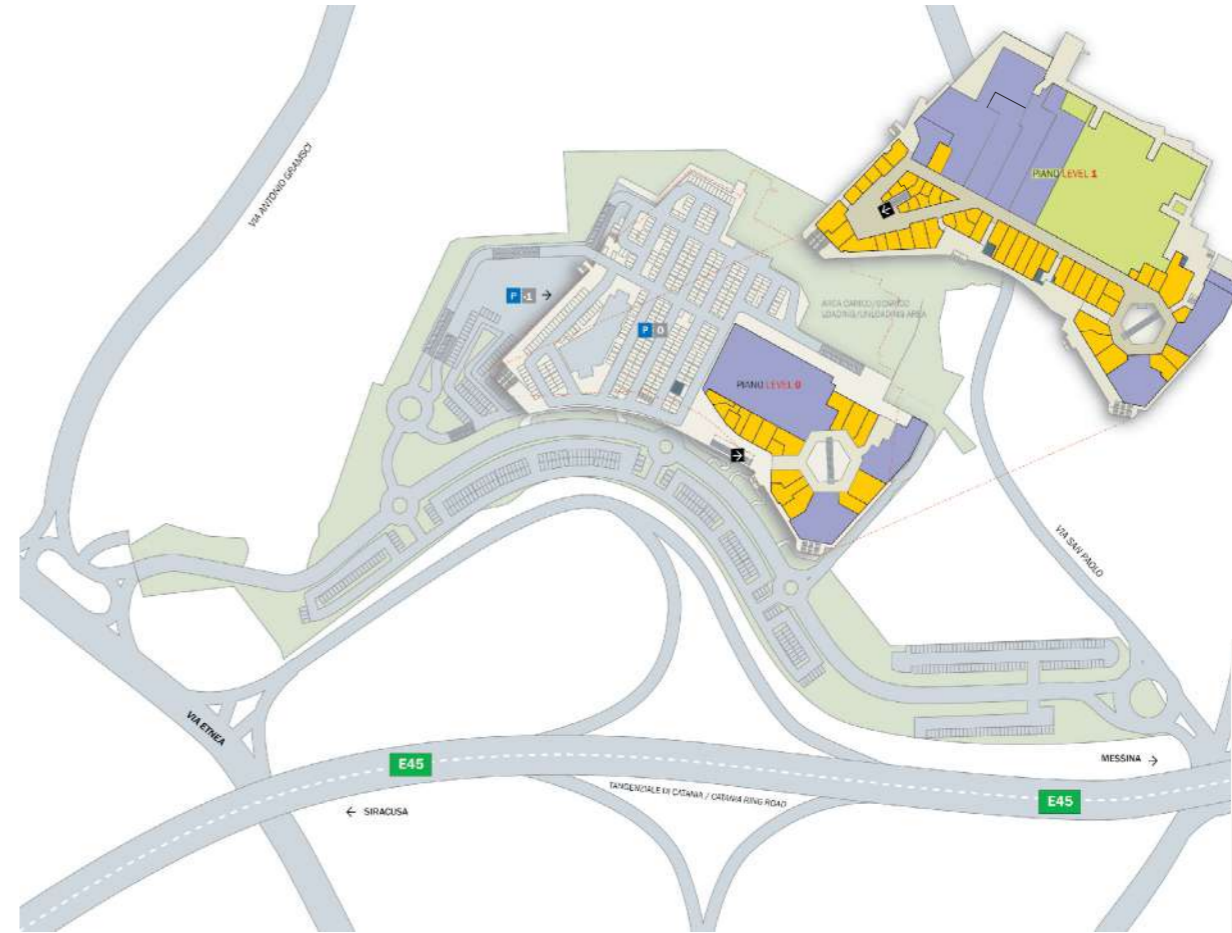 VIA ANTONIO GRAMSCI
PIANO LEVEL 1
P -1 →
P 0
AREA CARICO/SCARICO
LOADING/UNLOADING AREA
PIANO LEVEL 0
VIA SAN PAOLO
VIA ETNEA
MESSINA →
E45
TANGENZIALE DI CATANIA / CATANIA RING ROAD
E45
← SIRACUSA